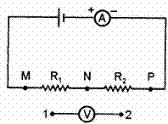 + A −
M R₁ N R₂ P
1 V 2